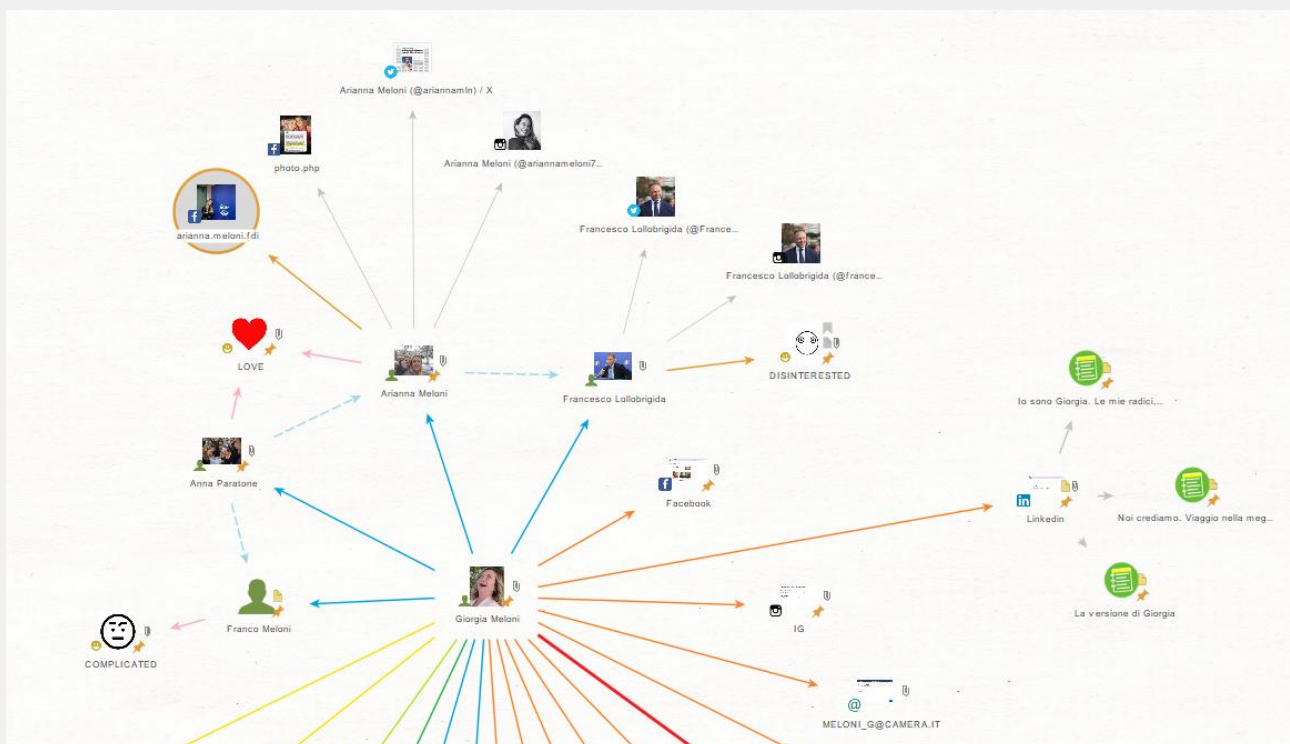 Arianna Meloni (@ariannamln) / X
photo.php
Arianna Meloni (@ariannameloni7...
arianna.meloni.fdi
Francesco Lollobrigida (@France...
Francesco Lollobrigida (@france...
LOVE
DISINTERESTED
Arianna Meloni
Francesco Lollobrigida
Io sono Giorgia. Le mie radici,...
Anna Paratone
Facebook
Linkedin
Noi crediamo. Viaggio nella meg...
Franco Meloni
Giorgia Meloni
IG
La versione di Giorgia
COMPLICATED
MELONI_G@CAMERA.IT